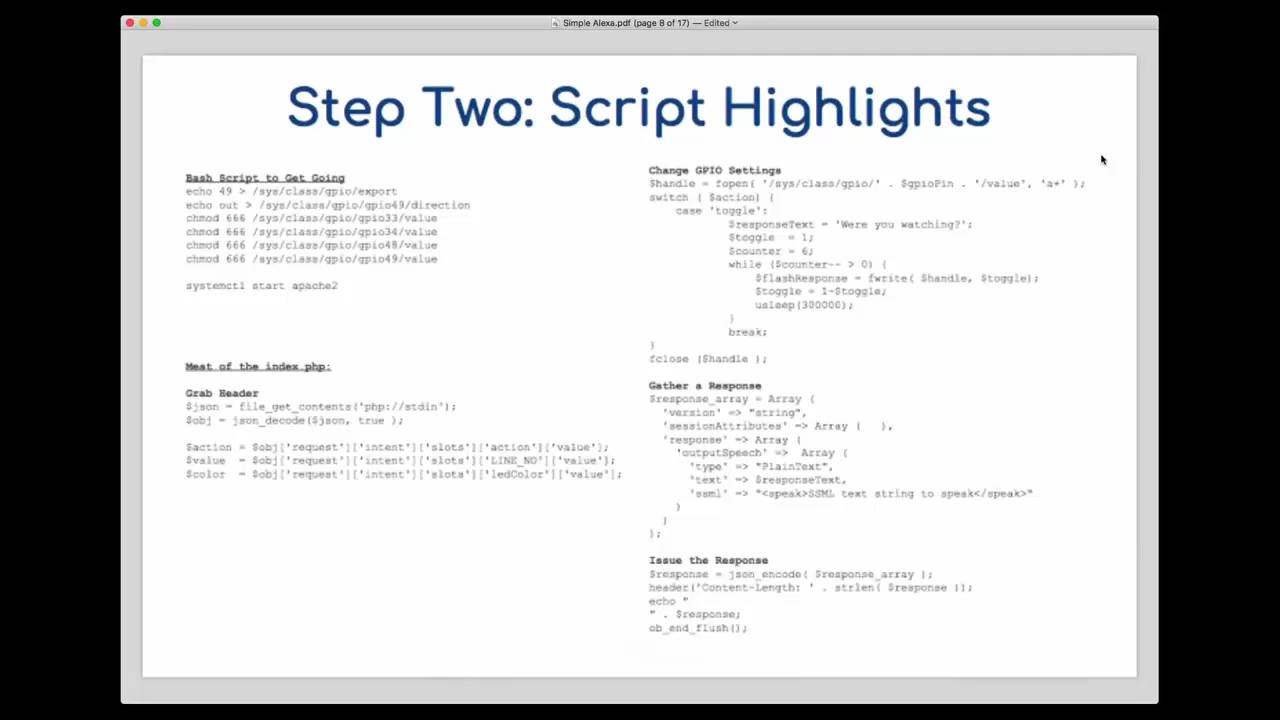 Simple Alexa.pdf (page 8 of 17) — Edited
Step Two: Script Highlights
Bash Script to Get Going
echo 49 > /sys/class/gpio/export
echo out > /sys/class/gpio/gpio49/direction
chmod 666 /sys/class/gpio/gpio33/value
chmod 666 /sys/class/gpio/gpio34/value
chmod 666 /sys/class/gpio/gpio48/value
chmod 666 /sys/class/gpio/gpio49/value
systemctl start apache2
Meat of the index.php:
Grab Header
$json = file_get_contents('php://stdin');
$obj = json_decode($json, true );
$action = $obj['request']['intent']['slots']['action']['value'];
$value  = $obj['request']['intent']['slots']['LINE_NO']['value'];
$color  = $obj['request']['intent']['slots']['ledColor']['value'];
Change GPIO Settings
$handle = fopen( '/sys/class/gpio/' . $gpioPin . '/value', 'a+' );
switch ( $action) {
case 'toggle':
$responseText = 'Were you watching?';
$toggle  = 1;
$counter = 6;
while ($counter-- > 0) {
$flashResponse = fwrite( $handle, $toggle);
$toggle = 1-$toggle;
usleep(300000);
}
break;
}
fclose ($handle );
Gather a Response
$response_array = Array (
'version' => "string",
'sessionAttributes' => Array (   ),
'response' => Array (
'outputSpeech' =>  Array (
'type' => "PlainText",
'text' => $responseText,
'ssml' => "<speak>SSML text string to speak</speak>"
)
)
);
Issue the Response
$response = json_encode( $response_array );
header('Content-Length: ' . strlen( $response ));
echo "
" . $response;
ob_end_flush();